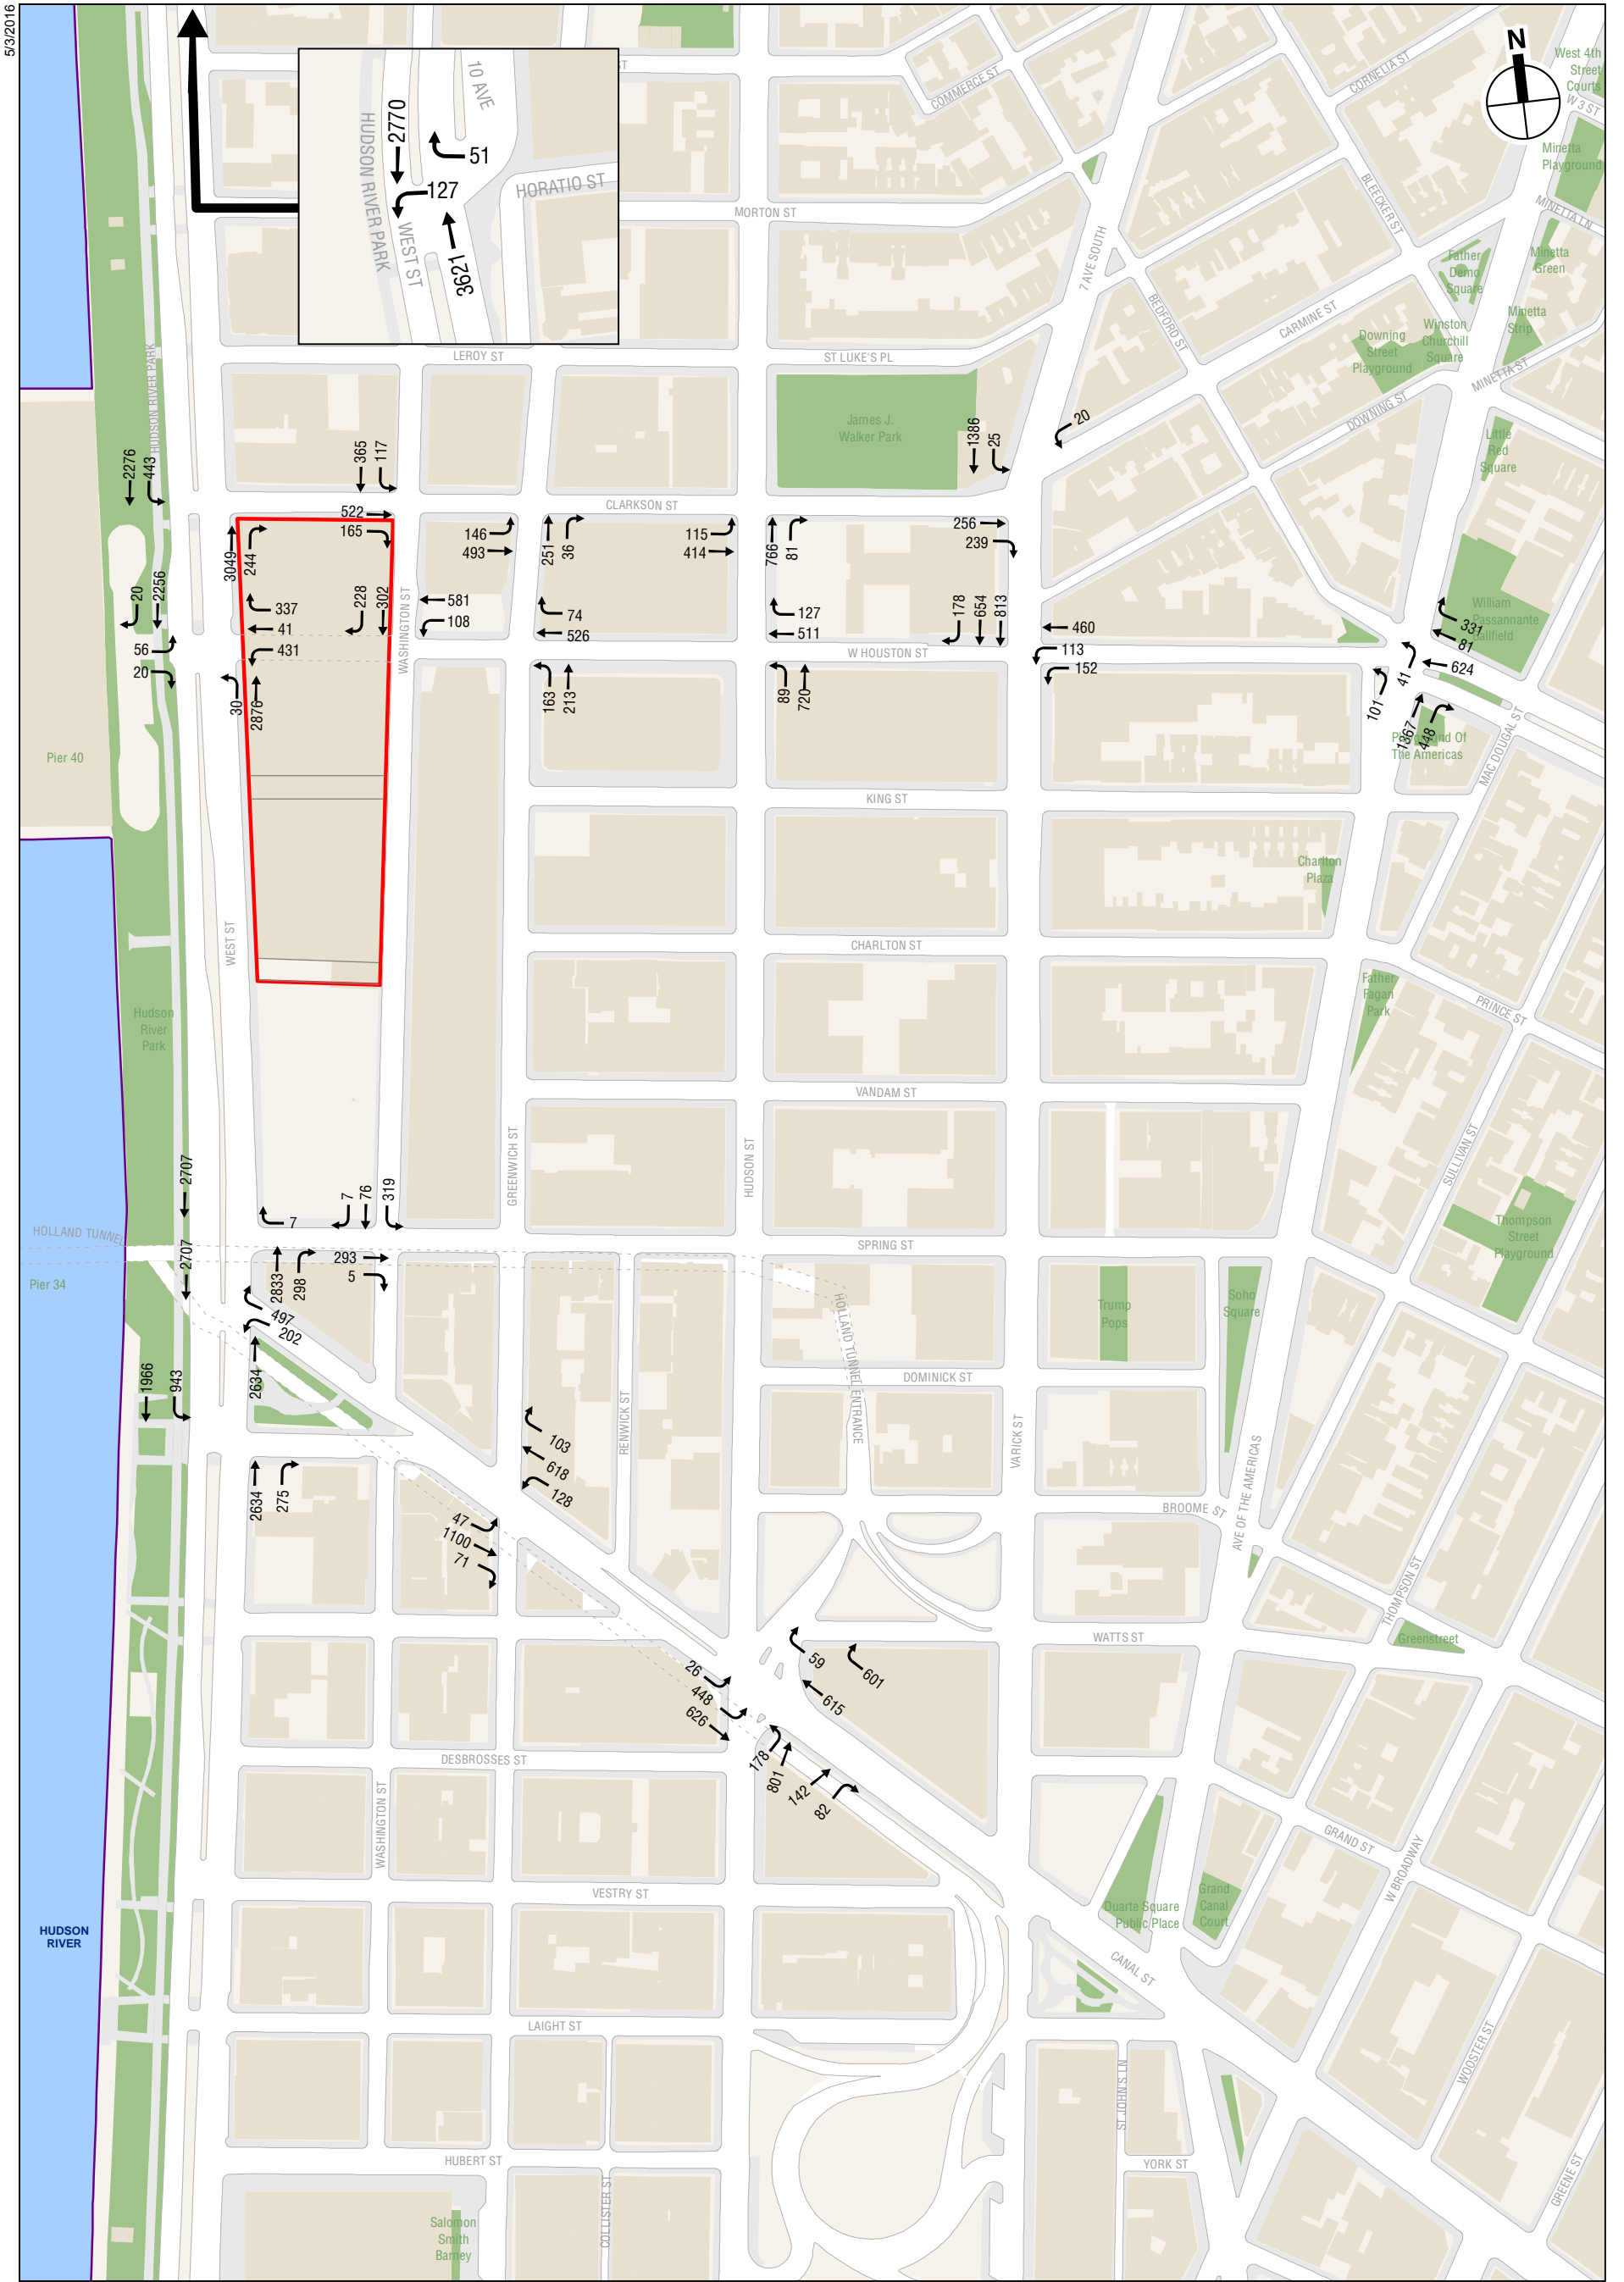 5/3/2016
N
West 4th
Street
Courts
W 3 ST
CORNELIA ST
COMMERCE ST
10 AVE
2770
51
HUDSON RIVER PARK
127
HORATIO ST
WEST ST
3621
Minetta
Playground
BLEECKER ST
MINETTA LN
MORTON ST
7 AVE SOUTH
Father
Demo
Square
Minetta
Green
BEDFORD ST
CARMINE ST
Minetta
Strip
Downing
Street
Playground
Winston
Churchill
Square
MINETTA ST
HUDSON RIVER PARK
LEROY ST
ST LUKE'S PL
DOWNING ST
James J.
Walker Park
1386
25
20
Little
Red
Square
2276
443
365
117
CLARKSON ST
522
165
3049
244
146
493
251
36
115
414
766
81
256
239
20
2256
337
41
431
228
302
WASHINGTON ST
581
108
74
526
127
511
178
654
813
460
113
152
William
Passannante
Ballfield
331
81
624
41
101
56
20
30
2876
163
213
89
720
W HOUSTON ST
1367
448
Playground Of
The Americas
MAC DOUGAL ST
Pier 40
KING ST
Charlton
Plaza
WEST ST
CHARLTON ST
Father
Fagan
Park
PRINCE ST
Hudson
River
Park
VANDAM ST
GREENWICH ST
HUDSON ST
SULLIVAN ST
2707
7
7
76
319
Thompson
Street
Playground
HOLLAND TUNNEL
SPRING ST
2707
Pier 34
2833
298
293
5
497
202
HOLLAND TUNNEL ENTRANCE
Trump
Pops
Soho
Square
1966
943
2634
DOMINICK ST
RENWICK ST
VARICK ST
AVE OF THE AMERICAS
103
618
128
2634
275
47
1100
71
BROOME ST
THOMPSON ST
WATTS ST
Greenstreet
59
601
615
26
448
626
178
801
142
82
DESBROSSES ST
WASHINGTON ST
GRAND ST
W BROADWAY
VESTRY ST
Duarte Square
Public Place
Grand
Canal
Court
HUDSON
RIVER
CANAL ST
LAIGHT ST
WOOSTER ST
ST JOHN'S LN
HUBERT ST
YORK ST
GREENE ST
COLLISTER ST
Salomon
Smith
Barney